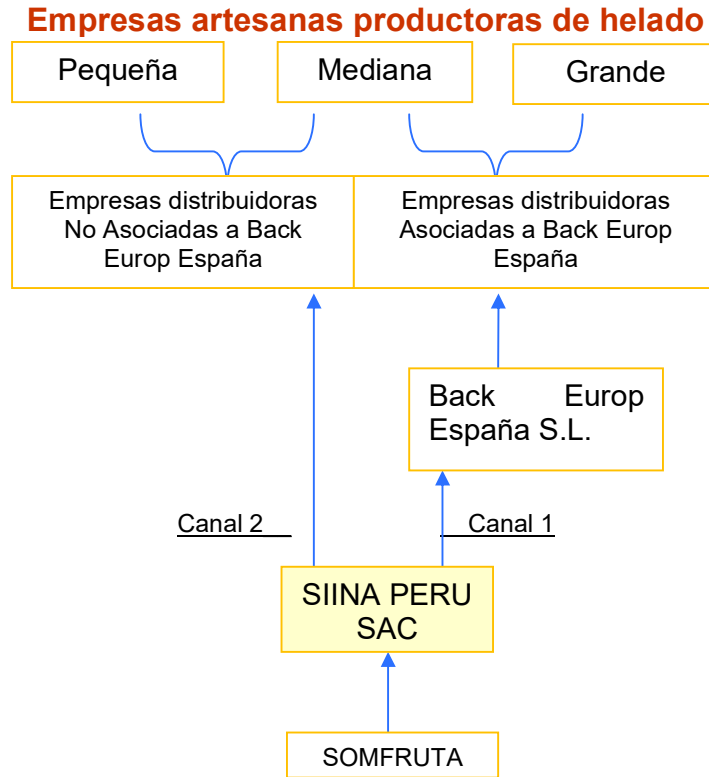 Empresas artesanas productoras de helado
Pequeña
Mediana
Grande
Empresas distribuidoras
No Asociadas a Back
Europ España
Empresas distribuidoras
Asociadas a Back Europ
España
Back Europ
España S.L.
Canal 2
Canal 1
SIINA PERU
SAC
SOMFRUTA